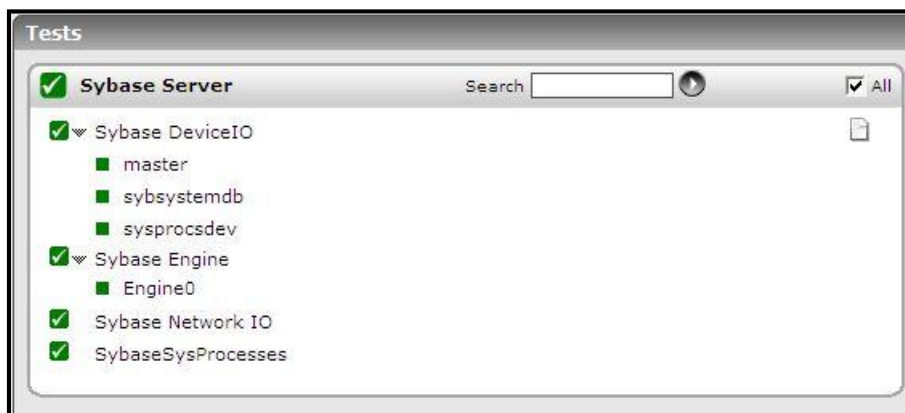 Tests
Sybase Server Search All
Sybase DeviceIO
master
sybsystemdb
sysprocsdev
Sybase Engine
Engine0
Sybase Network IO
SybaseSysProcesses